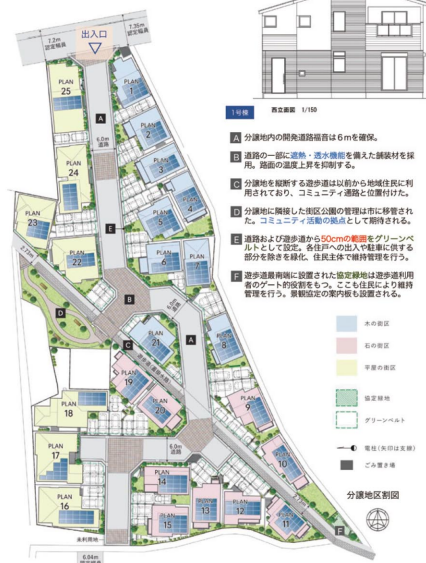 7.2m
認定幅員
出入口
7.35m
認定幅員
PLAN
25
PLAN
1
A
PLAN
2
6.0m
道路
PLAN
24
PLAN
3
PLAN
4
PLAN
23
E
PLAN
5
PLAN
22
PLAN
6
PLAN
7
2.73m
B
D
C
PLAN
21
A
PLAN
8
PLAN
19
PLAN
20
PLAN
18
PLAN
9
PLAN
17
6.0m
道路
PLAN
10
PLAN
16
PLAN
14
PLAN
15
PLAN
13
PLAN
12
PLAN
11
F
未利用地
6.04m
認定幅員
1号棟
西立面図 1/150
A 分譲地内の開発道路福音は6mを確保。
B 道路の一部に遮熱・透水機能を備えた舗装材を採
用。路面の温度上昇を抑制する。
C 分譲地を縦断する遊歩道は以前から地域住民に利
用されており、コミュニティ通路と位置付けた。
D 分譲地に隣接した街区公園の管理は市に移管され
た。コミュニティ活動の拠点として期待される。
E 道路および遊歩道から50cmの範囲をグリーンベ
ルトとして設定。各住戸への出入や駐車に供する
部分を除きを緑化、住民主体で維持管理を行う。
F 遊歩道最南端に設置された協定緑地は遊歩道利用
者のゲート的役割をもつ。ここも住民により維持
管理を行う。景観協定の案内板も設置される。
木の街区
石の街区
平屋の街区
協定緑地
グリーンベルト
電柱(矢印は支線)
ごみ置き場
分譲地区割図